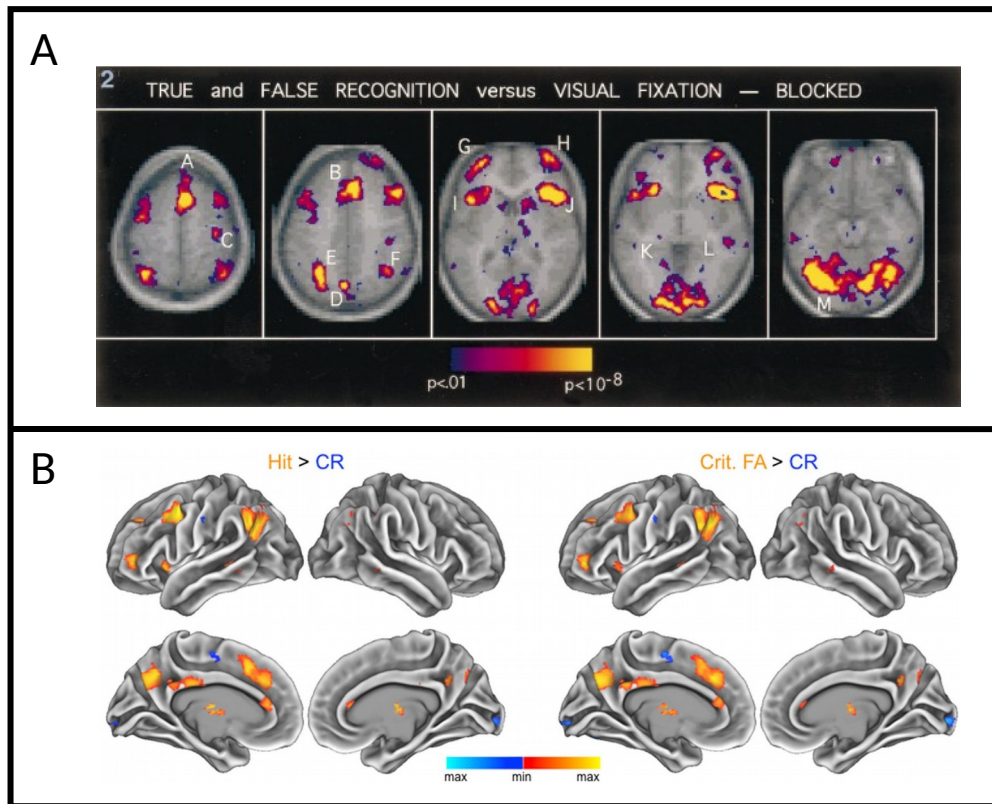 A
2
TRUE and FALSE RECOGNITION versus VISUAL FIXATION — BLOCKED
A
C
B
E
F
D
G
H
I
J
K
L
M
p<.01
p<10-8
B
Hit > CR
Crit. FA > CR
max
min
max